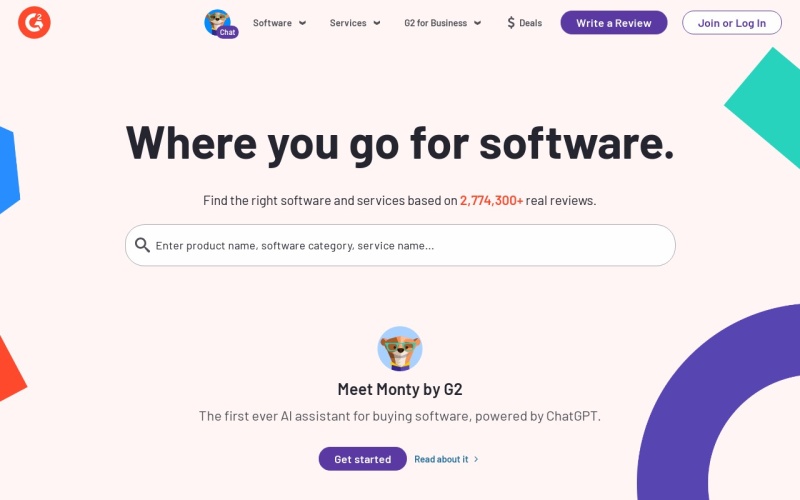 G2
Chat
Software
Services
G2 for Business
$ Deals
Write a Review
Join or Log In
Where you go for software.
Find the right software and services based on 2,774,300+ real reviews.
Enter product name, software category, service name...
Meet Monty by G2
The first ever AI assistant for buying software, powered by ChatGPT.
Get started
Read about it >